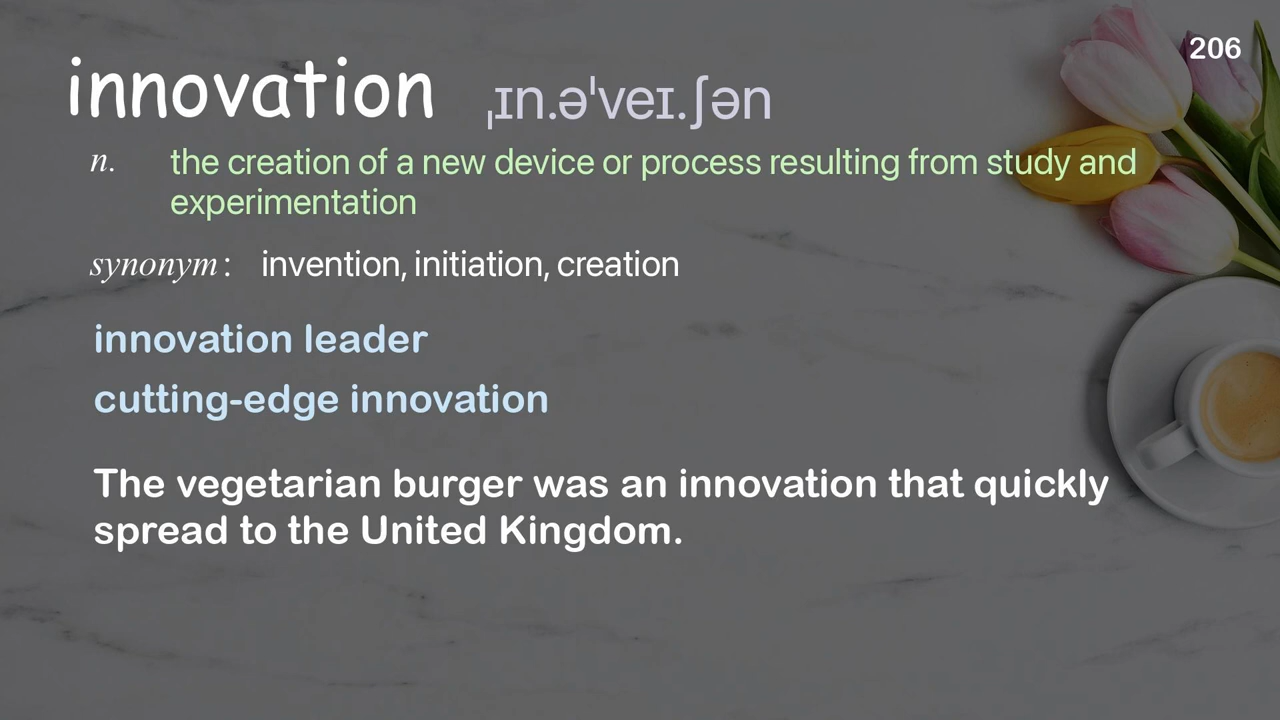 206
innovation ˌɪn.əˈveɪ.ʃən
n. the creation of a new device or process resulting from study and
experimentation
synonym: invention, initiation, creation
innovation leader
cutting-edge innovation
The vegetarian burger was an innovation that quickly
spread to the United Kingdom.